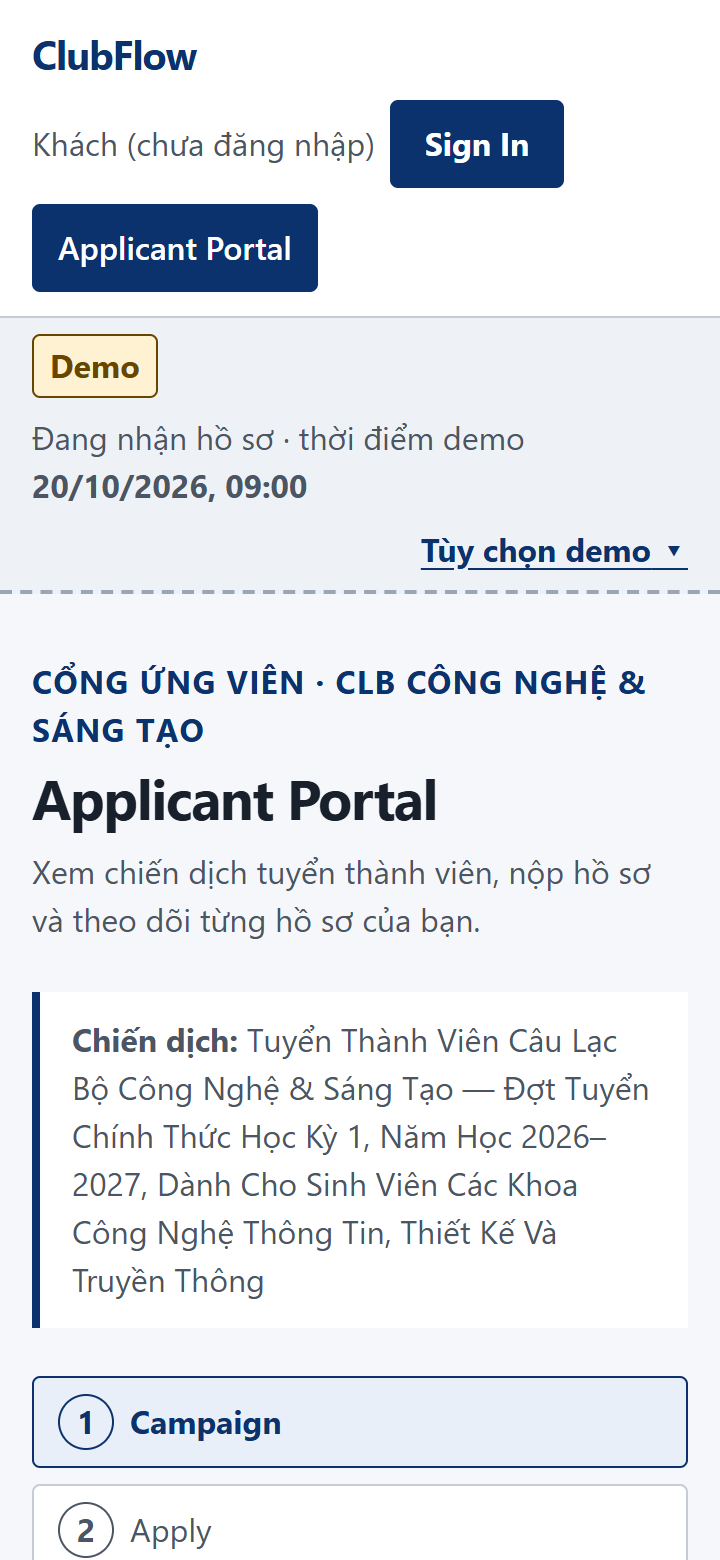 ClubFlow
Khách (chưa đăng nhập)
Sign In
Applicant Portal
Demo
Đang nhận hồ sơ · thời điểm demo
20/10/2026, 09:00
Tùy chọn demo ▼
CỔNG ỨNG VIÊN · CLB CÔNG NGHỆ &
SÁNG TẠO
Applicant Portal
Xem chiến dịch tuyển thành viên, nộp hồ sơ
và theo dõi từng hồ sơ của bạn.
Chiến dịch: Tuyển Thành Viên Câu Lạc
Bộ Công Nghệ & Sáng Tạo — Đợt Tuyển
Chính Thức Học Kỳ 1, Năm Học 2026–
2027, Dành Cho Sinh Viên Các Khoa
Công Nghệ Thông Tin, Thiết Kế Và
Truyền Thông
1 Campaign
2 Apply